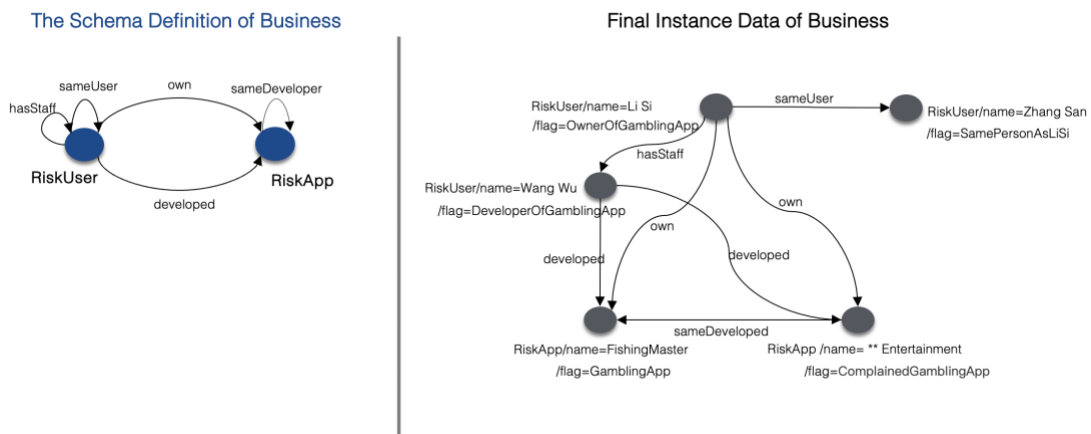 The Schema Definition of Business
sameUser
own
sameDeveloper
hasStaff
RiskUser
RiskApp
developed
Final Instance Data of Business
RiskUser/name=Li Si
/flag=OwnerOfGamblingApp
sameUser
RiskUser/name=Zhang San
/flag=SamePersonAsLiSi
hasStaff
RiskUser/name=Wang Wu
/flag=DeveloperOfGamblingApp
own
own
developed
developed
sameDeveloped
RiskApp/name=FishingMaster
/flag=GamblingApp
RiskApp /name= ** Entertainment
/flag=ComplainedGamblingApp